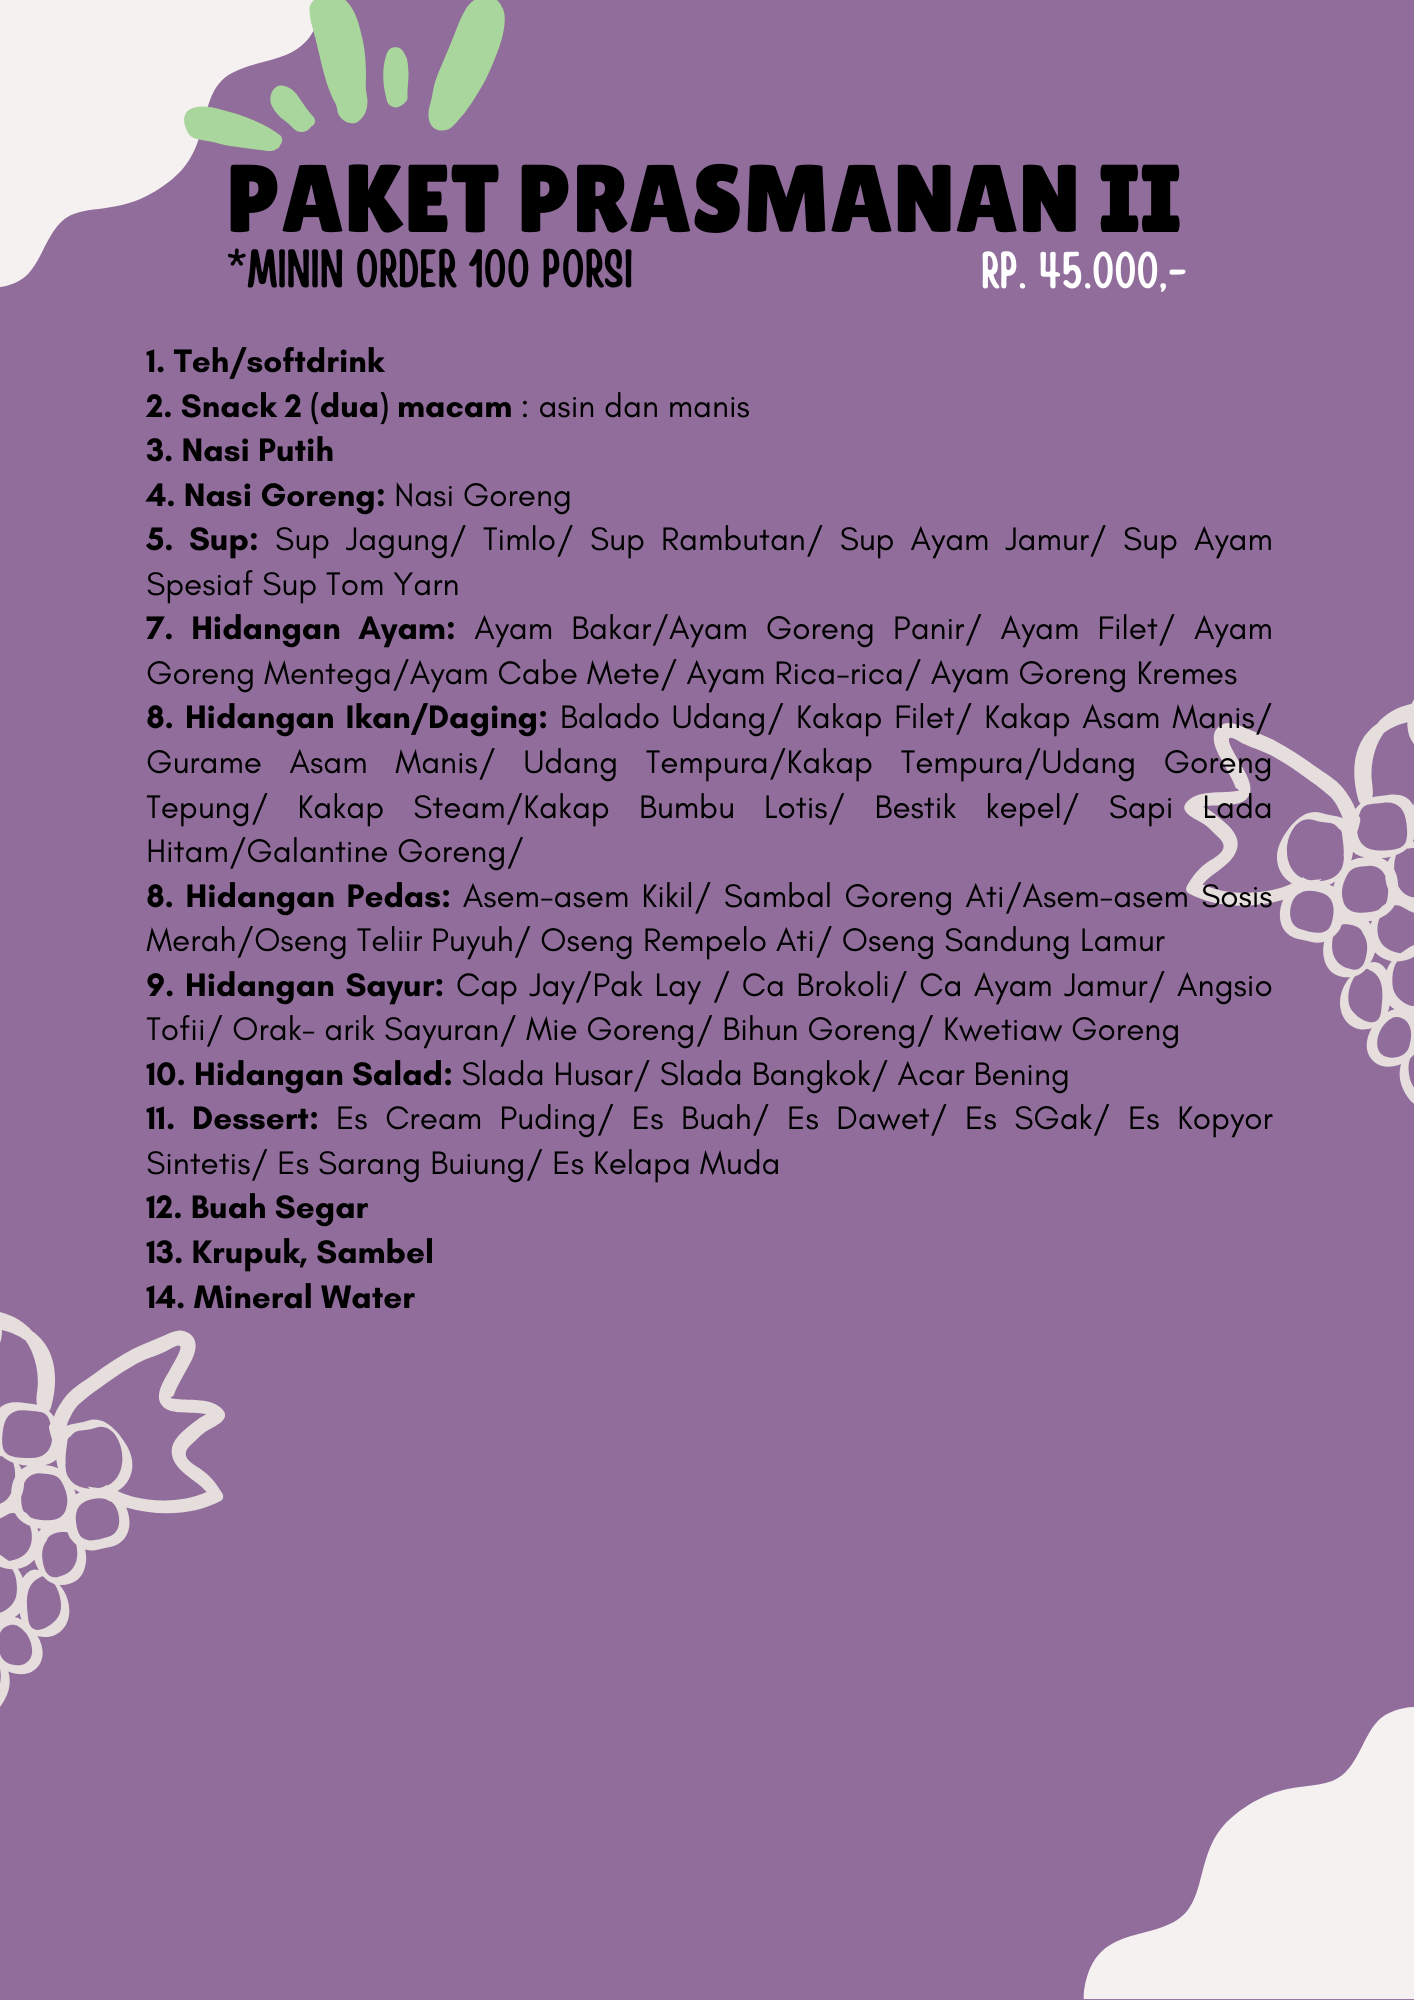 PAKET PRASMANAN II
*MININ ORDER 100 PORSI
RP. 45.000,-
1. Teh/softdrink
2. Snack 2 (dua) macam : asin dan manis
3. Nasi Putih
4. Nasi Goreng: Nasi Goreng
5. Sup: Sup Jagung/ Timlo/ Sup Rambutan/ Sup Ayam Jamur/ Sup Ayam
Spesiaf Sup Tom Yarn
7. Hidangan Ayam: Ayam Bakar/Ayam Goreng Panir/ Ayam Filet/ Ayam
Goreng Mentega/Ayam Cabe Mete/ Ayam Rica-rica/ Ayam Goreng Kremes
8. Hidangan Ikan/Daging: Balado Udang/ Kakap Filet/ Kakap Asam Manis/
Gurame Asam Manis/ Udang Tempura/Kakap Tempura/Udang Goreng
Tepung/ Kakap Steam/Kakap Bumbu Lotis/ Bestik kepel/ Sapi Lada
Hitam/Galantine Goreng/
8. Hidangan Pedas: Asem-asem Kikil/ Sambal Goreng Ati/Asem-asem Sosis
Merah/Oseng Teliir Puyuh/ Oseng Rempelo Ati/ Oseng Sandung Lamur
9. Hidangan Sayur: Cap Jay/Pak Lay / Ca Brokoli/ Ca Ayam Jamur/ Angsio
Tofii/ Orak- arik Sayuran/ Mie Goreng/ Bihun Goreng/ Kwetiaw Goreng
10. Hidangan Salad: Slada Husar/ Slada Bangkok/ Acar Bening
11. Dessert: Es Cream Puding/ Es Buah/ Es Dawet/ Es SGak/ Es Kopyor
Sintetis/ Es Sarang Buiung/ Es Kelapa Muda
12. Buah Segar
13. Krupuk, Sambel
14. Mineral Water